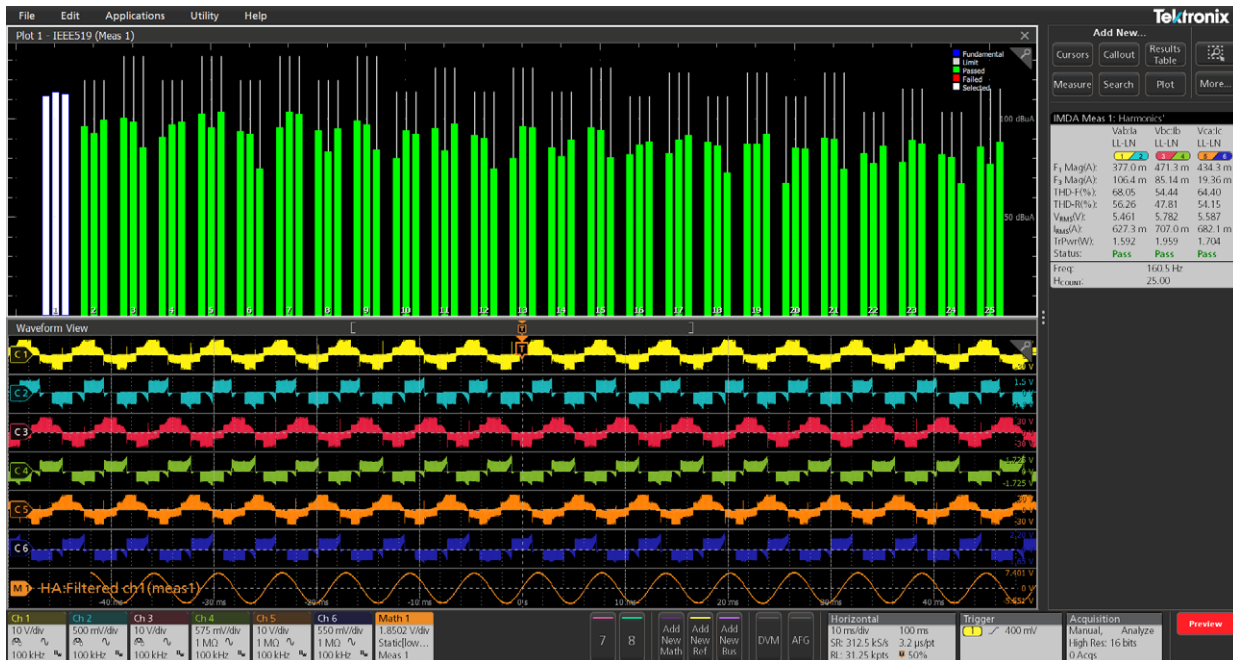 File Edit Applications Utility Help
Tektronix
Plot 1 - IEEE519 (Meas 1)
Fundamental
Limit
Passed
Failed
Selected
100 dBuA
50 dBuA
1 2 3 4 5 6 7 8 9 10 11 12 13 14 15 16 17 18 19 20 21 22 23 24 25
Add New...
Cursors Callout Results Table
Measure Search Plot More...
IMDA Meas 1: Harmonics'
Vab:Ia Vbc:Ib Vca:Ic
LL-LN LL-LN LL-LN
1 2 3 4 5 6
F₁ Mag(A): 377.0 m 471.3 m 434.3 m
F₃ Mag(A): 106.4 m 85.14 m 19.36 m
THD-F(%): 68.05 54.44 64.40
THD-R(%): 56.26 47.81 54.15
VRMS(V): 5.461 5.782 5.587
IRMS(A): 627.3 m 707.0 m 682.1 m
TrPwr(W): 1.592 1.959 1.704
Status: Pass Pass Pass
Freq: 160.5 Hz
HCOUNT: 25.00
Waveform View
T
T
C1
-30 V
C2
1.5 V
C3
30 V
-30 V
C4
1.725 V
-1.725 V
C5
-30 V
C6
M1 HA:Filtered ch1(meas1)
7.401 V
0 V
-40 ms -30 ms -20 ms -10 ms 0 s 10 ms 20 ms 30 ms 40 ms
Ch 1
10 V/div
100 kHz
Ch 2
500 mV/div
100 kHz
Ch 3
10 V/div
100 kHz
Ch 4
575 mV/div
1 MΩ
100 kHz
Ch 5
10 V/div
1 MΩ
100 kHz
Ch 6
550 mV/div
1 MΩ
100 kHz
Math 1
1.8502 V/div
Static[low...
Meas 1
7
8
Add New Math
Add New Ref
Add New Bus
DVM
AFG
Horizontal
10 ms/div 100 ms
SR: 312.5 kS/s 3.2 µs/pt
RL: 31.25 kpts 50%
Trigger
1 400 mV
Acquisition
Manual, Analyze
High Res: 16 bits
0 Acqs
Preview